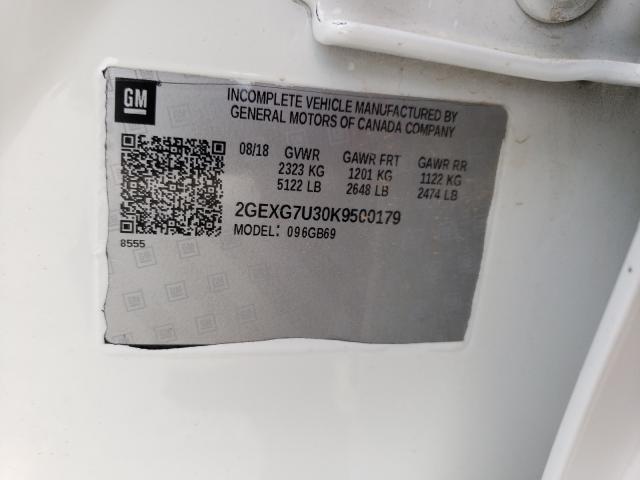 GM
INCOMPLETE VEHICLE MANUFACTURED BY
GENERAL MOTORS OF CANADA COMPANY
08/18 GVWR GAWR FRT GAWR RR
2323 KG 1201 KG 1122 KG
5122 LB 2648 LB 2474 LB
2GEXG7U30K9500179
MODEL: 096GB69
8555